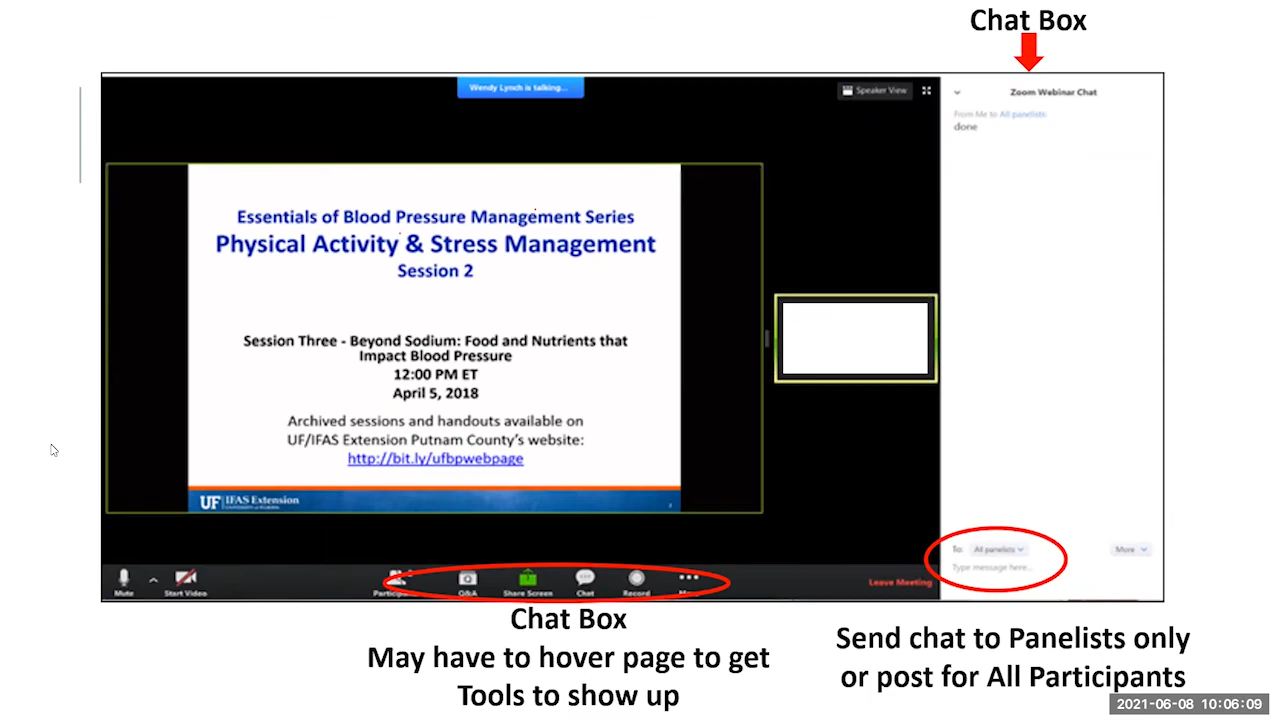 Chat Box
Wendy Lynch is talking...
Speaker View
Zoom Webinar Chat
From Me to All panelists:
done
Essentials of Blood Pressure Management Series
Physical Activity & Stress Management
Session 2
Session Three - Beyond Sodium: Food and Nutrients that
Impact Blood Pressure
12:00 PM ET
April 5, 2018
Archived sessions and handouts available on
UF/IFAS Extension Putnam County's website:
http://bit.ly/ufbpwebpage
UF IFAS Extension
UNIVERSITY of FLORIDA
To: All panelists
More
Type message here...
Mute
Start Video
Q&A
Share Screen
Chat
Record
Leave Meeting
Chat Box
May have to hover page to get
Tools to show up
Send chat to Panelists only
or post for All Participants
2021-06-08 10:06:09